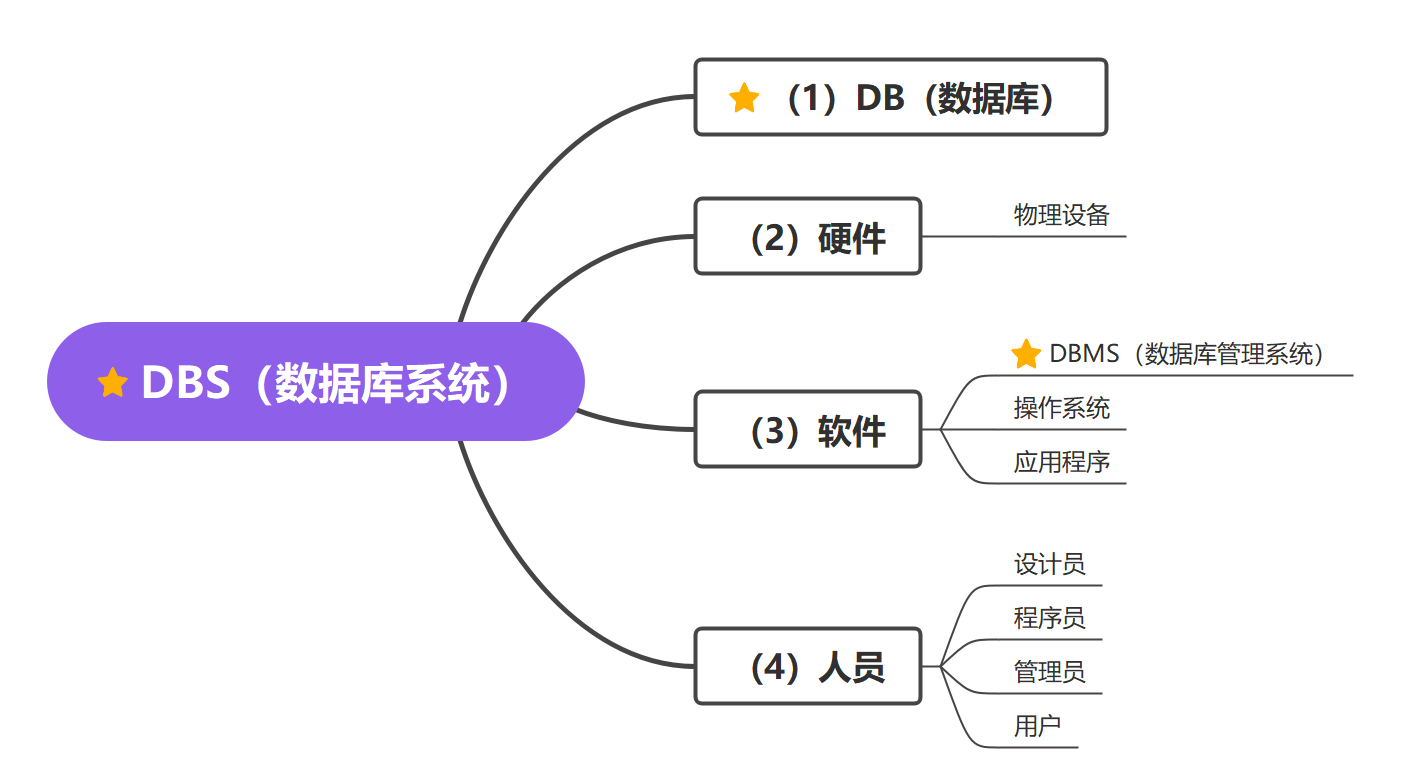 （1）DB（数据库）
（2）硬件
物理设备
DBS（数据库系统）
（3）软件
DBMS（数据库管理系统）
操作系统
应用程序
（4）人员
设计员
程序员
管理员
用户